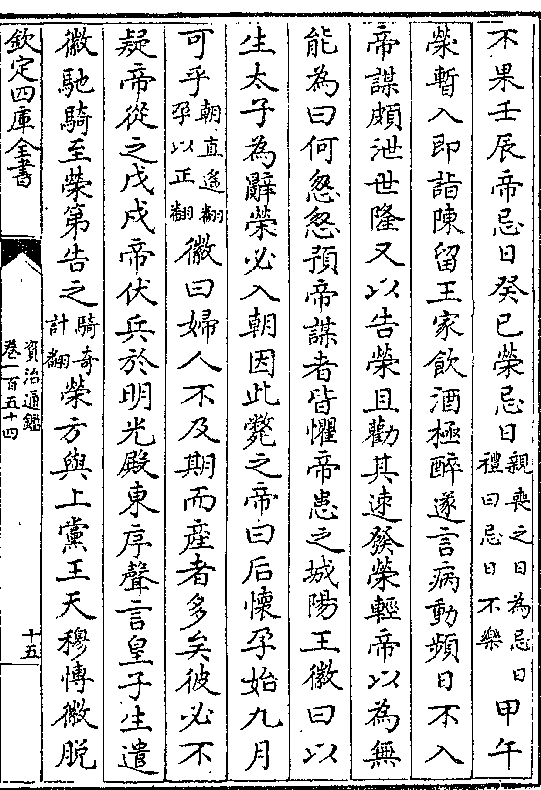 不果壬辰帝忌日癸巳榮忌日親喪之日為忌日禮曰忌日不樂甲午
榮暫入即詣陳留王家飲酒極醉遂言病動頻日不入
帝謀頗泄世隆又以告榮且勸其速發榮輕帝以為無
能為曰何怱怱預帝謀者皆懼帝患之城陽王徽曰以
生太子為辭榮必入朝因此斃之帝曰后懷孕始九月
可乎朝直遥翻孕以正翻徽曰婦人不及期而産者多矣彼必不
疑帝從之戊戌帝伏兵於明光殿東序聲言皇子生遣
徽馳騎至榮第告之騎奇計翻榮方與上黨王天穆博徽脱
欽定四庫全書
資治通鑑
卷一百五十四
十五